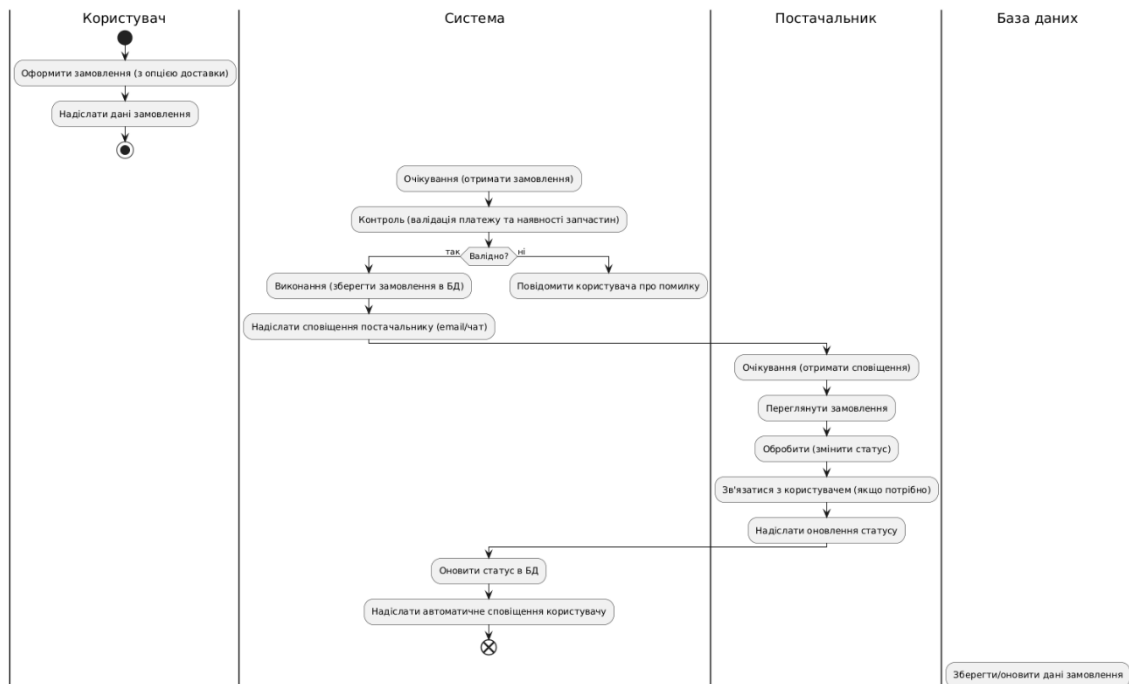 Користувач
Система
Постачальник
База даних
Оформити замовлення (з опцією доставки)
Надіслати дані замовлення
Очікування (отримати замовлення)
Контроль (валідація платежу та наявності запчастин)
так
Валідно?
ні
Виконання (зберегти замовлення в БД)
Повідомити користувача про помилку
Надіслати сповіщення постачальнику (email/чат)
Очікування (отримати сповіщення)
Переглянути замовлення
Обробити (змінити статус)
Зв'язатися з користувачем (якщо потрібно)
Надіслати оновлення статусу
Оновити статус в БД
Надіслати автоматичне сповіщення користувачу
Зберегти/оновити дані замовлення